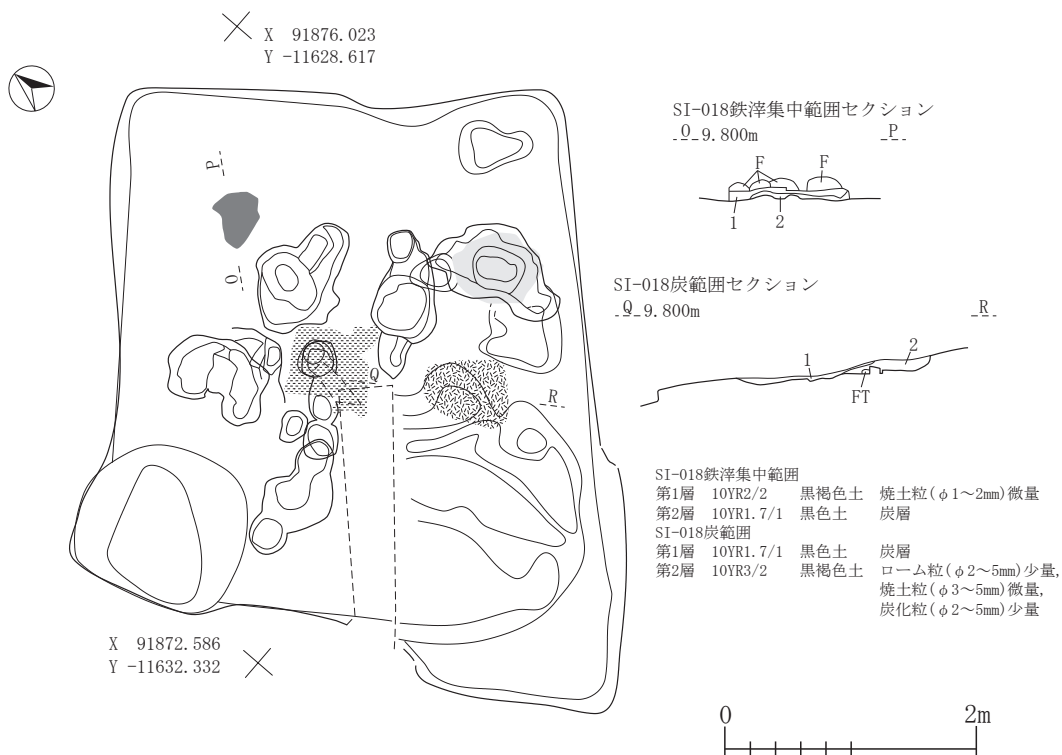 X 91876.023
Y -11628.617
P
O
Q
R
X 91872.586
Y -11632.332
SI-018鉄滓集中範囲セクション
O 9.800m P
F F
1 2
SI-018炭範囲セクション
Q 9.800m R
1 2
FT
SI-018鉄滓集中範囲
第1層 10YR2/2 黒褐色土 焼土粒(φ1~2mm)微量
第2層 10YR1.7/1 黒色土 炭層
SI-018炭範囲
第1層 10YR1.7/1 黒色土 炭層
第2層 10YR3/2 黒褐色土 ローム粒(φ2~5mm)少量,
焼土粒(φ3~5mm)微量,
炭化粒(φ2~5mm)少量
0 2m